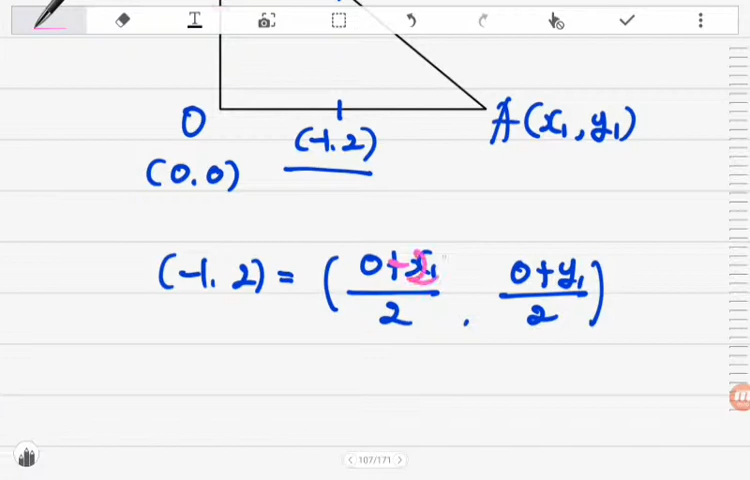 O
A(x₁, y₁)
(-1, 2)
(0, 0)
(-1, 2) = ( 0+x₁/2 , 0+y₁/2 )
< 107/171 >